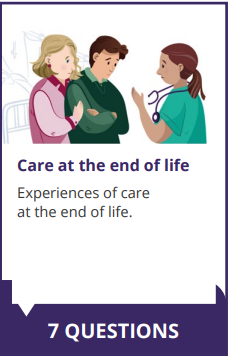 Care at the end of life
Experiences of care
at the end of life.
7 QUESTIONS